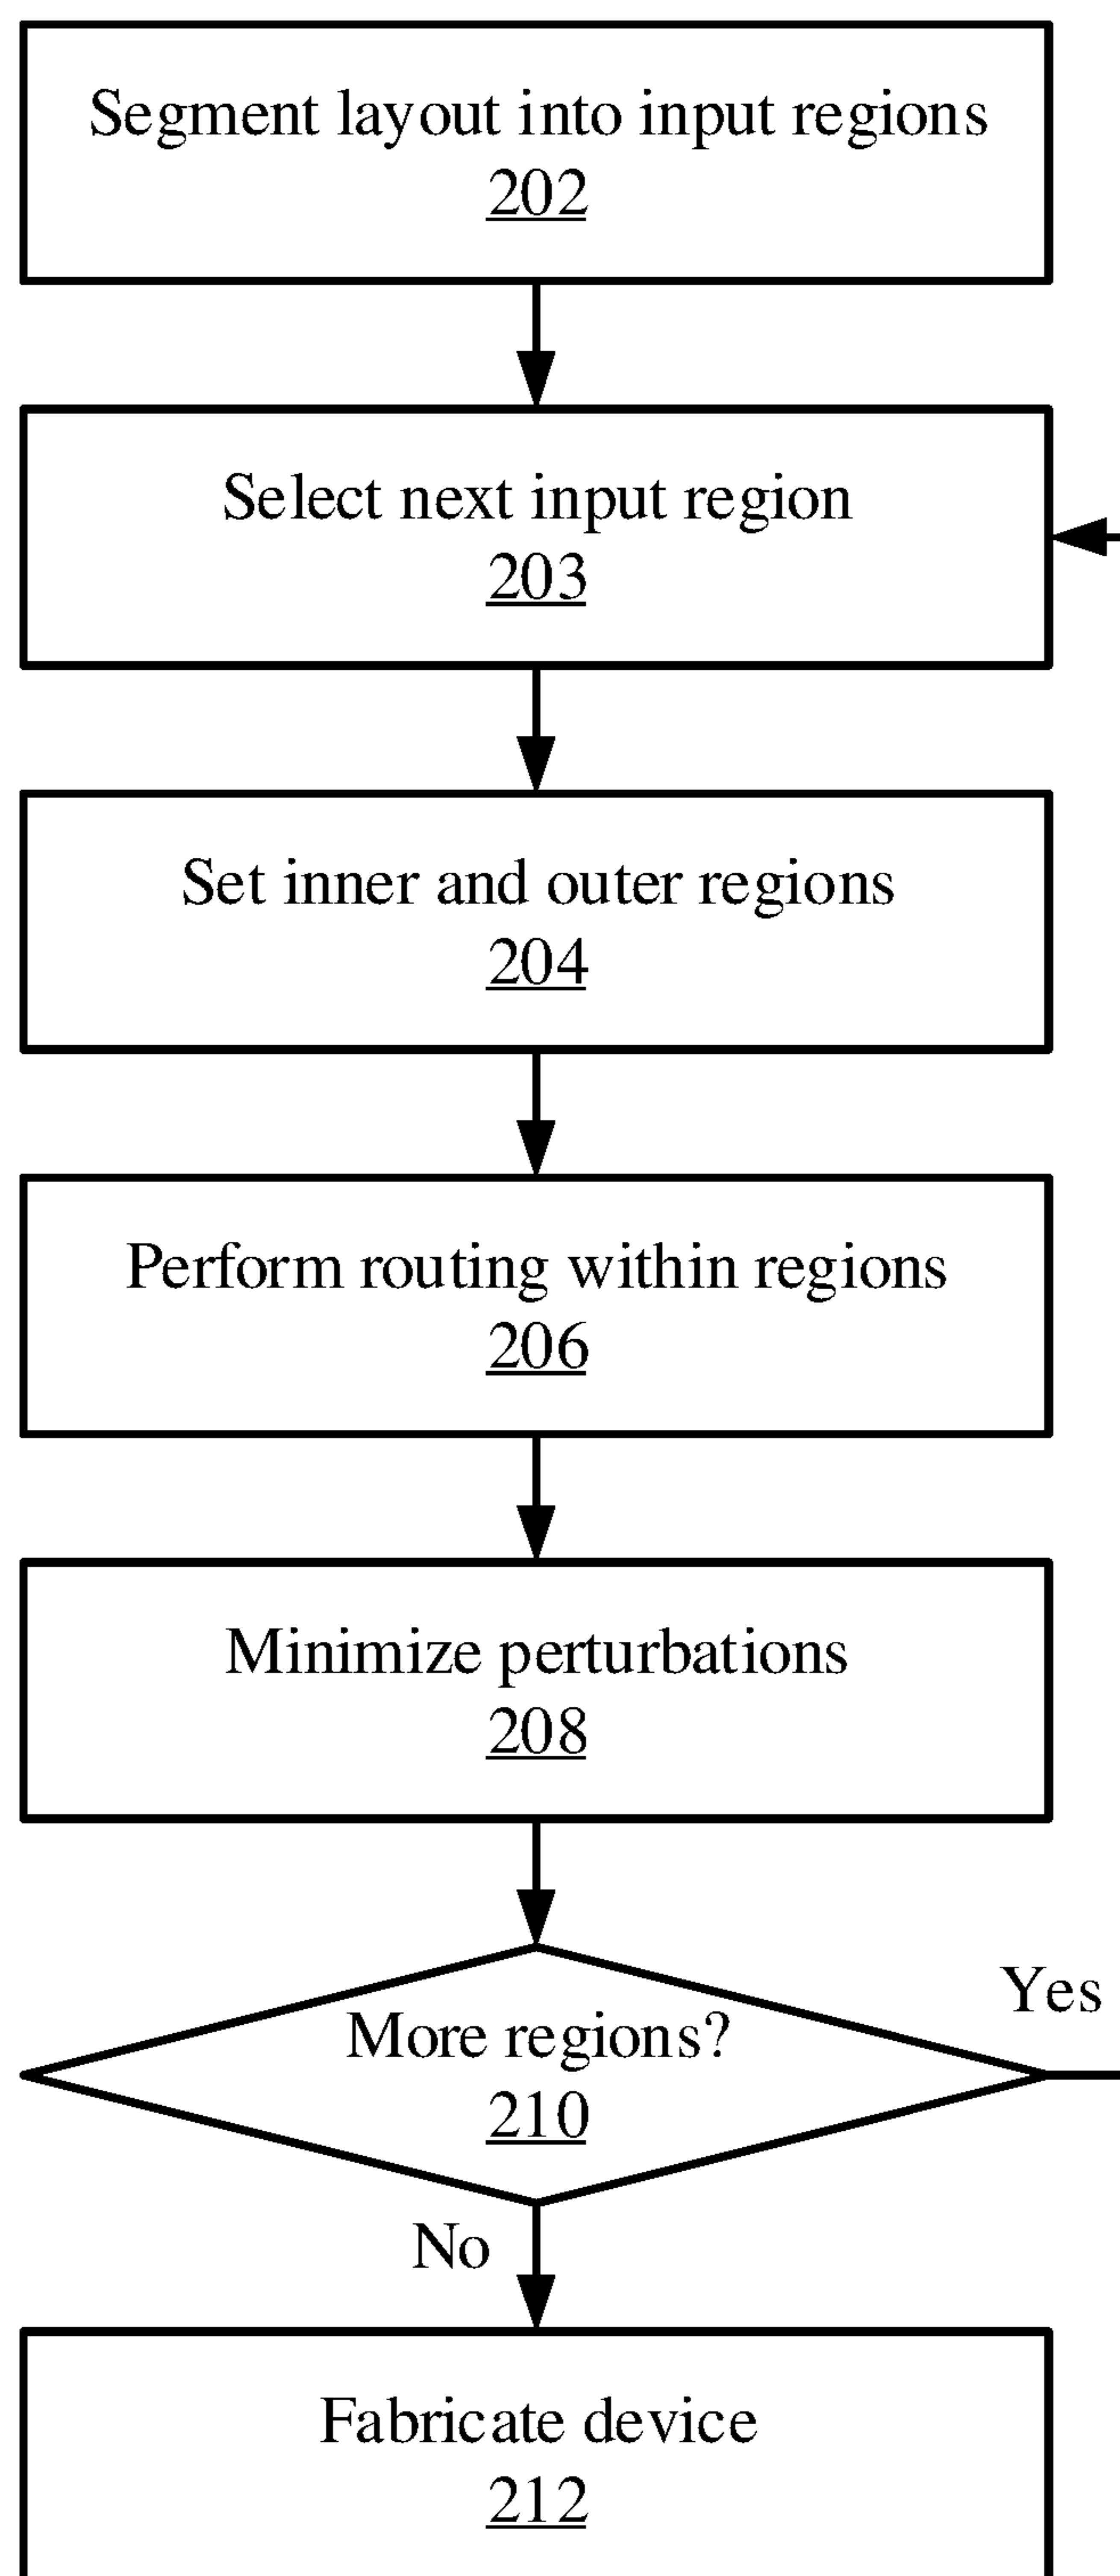 Segment layout into input regions
202
Select next input region
203
Set inner and outer regions
204
Perform routing within regions
206
Minimize perturbations
208
Yes
More regions?
210
No
Fabricate device
212